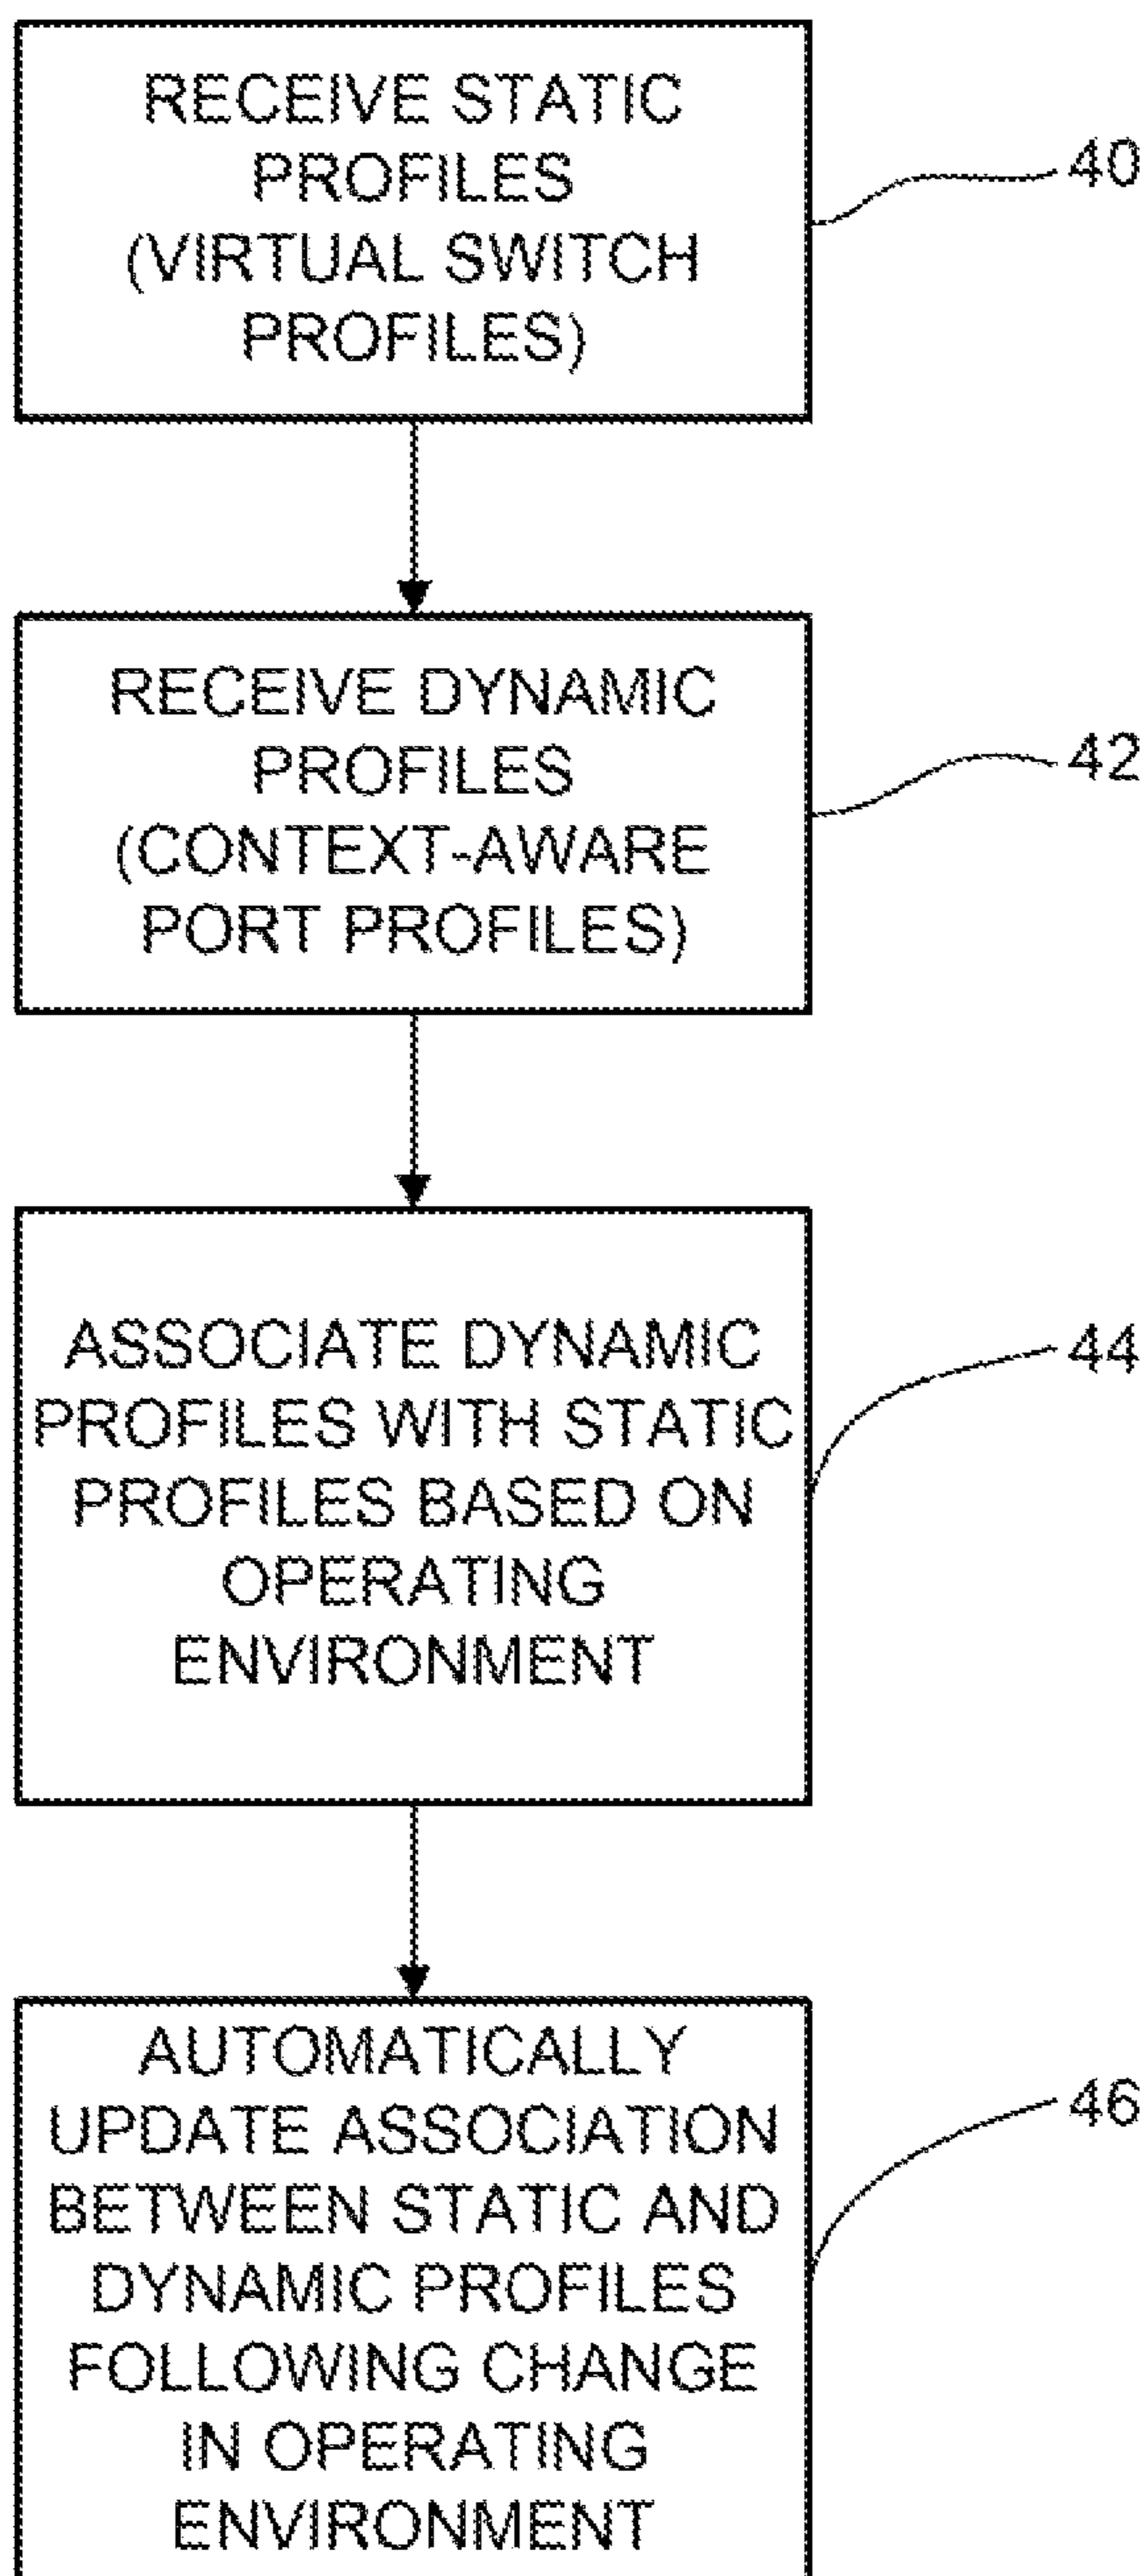 RECEIVE STATIC
PROFILES
(VIRTUAL SWITCH
PROFILES)
40
RECEIVE DYNAMIC
PROFILES
(CONTEXT-AWARE
PORT PROFILES)
42
ASSOCIATE DYNAMIC
PROFILES WITH STATIC
PROFILES BASED ON
OPERATING
ENVIRONMENT
44
AUTOMATICALLY
UPDATE ASSOCIATION
BETWEEN STATIC AND
DYNAMIC PROFILES
FOLLOWING CHANGE
IN OPERATING
ENVIRONMENT
46